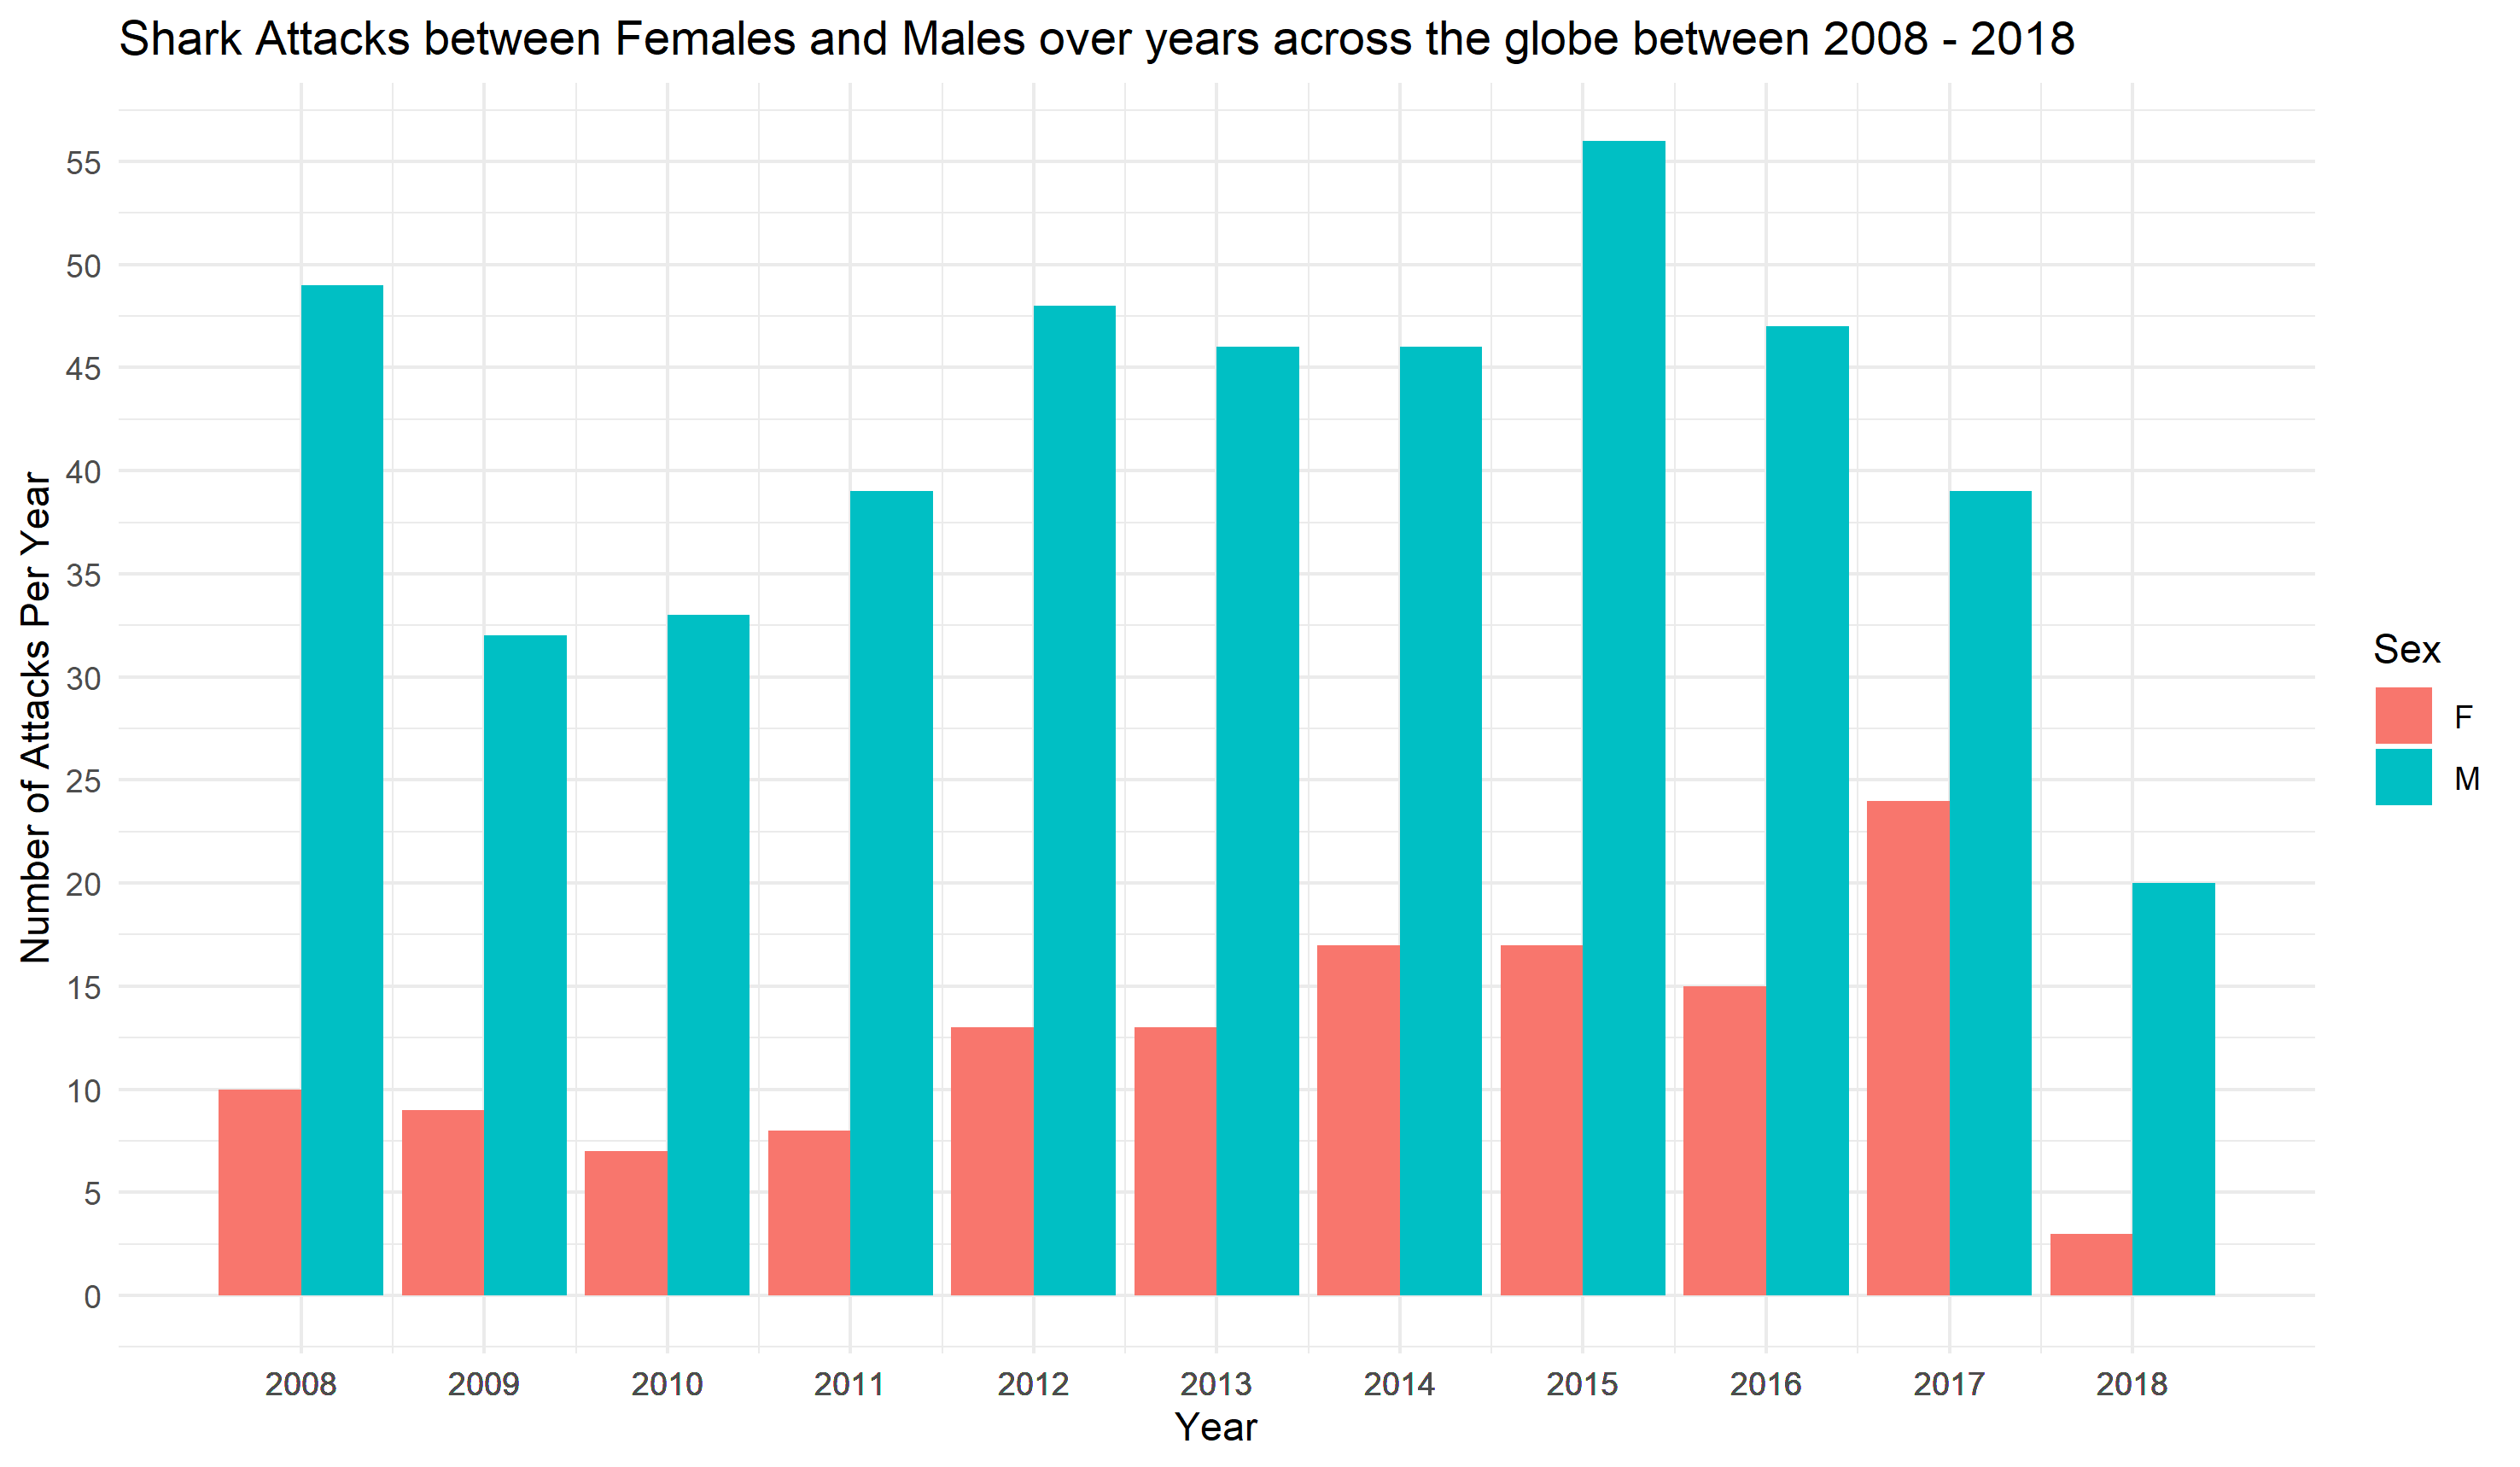 Shark Attacks between Females and Males over years across the globe between 2008 - 2018
Number of Attacks Per Year
55
50
45
40
35
30
25
20
15
10
5
0
2008 2009 2010 2011 2012 2013 2014 2015 2016 2017 2018
Year
Sex
F
M